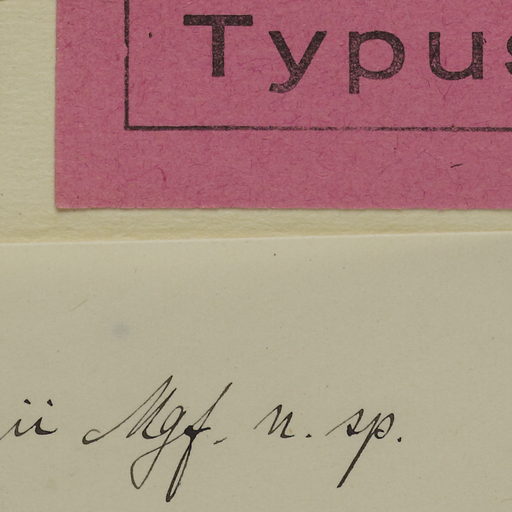 Typus
ii Mgf. n. sp.